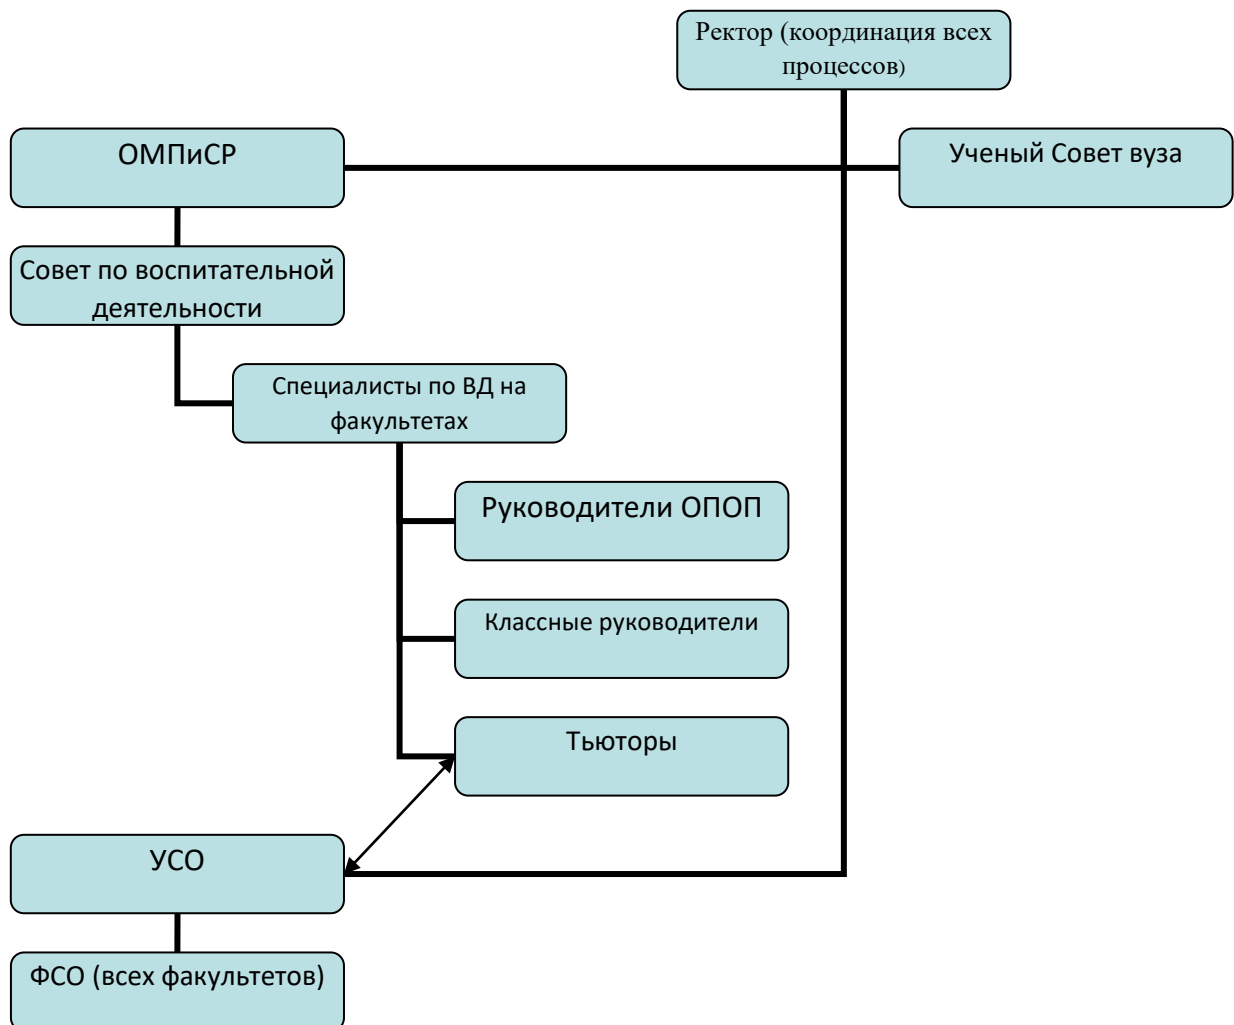 Ректор (координация всех
процессов)
ОМПиСР
Ученый Совет вуза
Совет по воспитательной
деятельности
Специалисты по ВД на
факультетах
Руководители ОПОП
Классные руководители
Тьюторы
УСО
ФСО (всех факультетов)